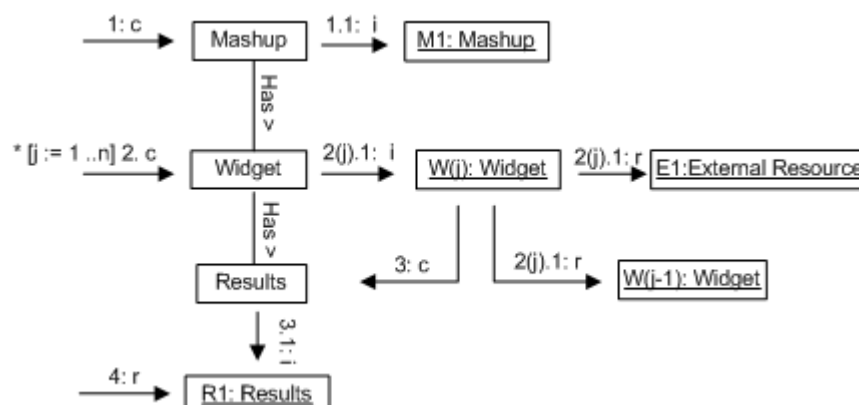 1: c
Mashup
1.1: i
M1: Mashup
Has >
* [j := 1 ..n] 2. c
Widget
2(j).1: i
W(j): Widget
2(j).1: r
E1:External Resource
Has >
Results
3: c
2(j).1: r
W(j-1): Widget
3.1: i
4: r
R1: Results